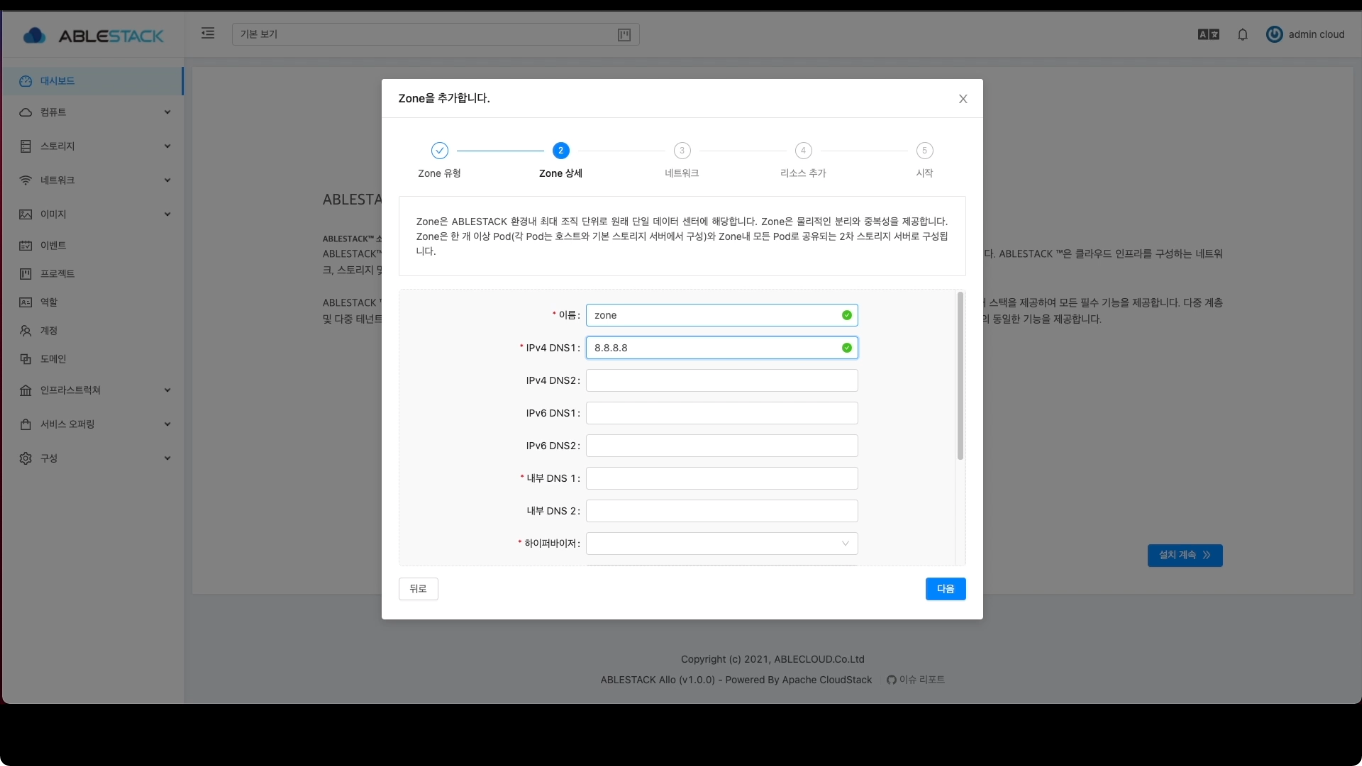 ABLESTACK
기본 보기
admin cloud
대시보드
컴퓨트
스토리지
네트워크
이미지
이벤트
프로젝트
역할
계정
도메인
인프라스트럭쳐
서비스 오퍼링
구성
Zone을 추가합니다.
Zone 유형
2
Zone 상세
3
네트워크
4
리소스 추가
5
시작
Zone은 ABLESTACK 환경내 최대 조직 단위로 원래 단일 데이터 센터에 해당합니다. Zone은 물리적인 분리와 중복성을 제공합니다.
Zone은 한 개 이상 Pod(각 Pod는 호스트와 기본 스토리지 서버에서 구성)와 Zone내 모든 Pod로 공유되는 2차 스토리지 서버로 구성됩
니다.
* 이름: zone
* IPv4 DNS1: 8.8.8.8
IPv4 DNS2:
IPv6 DNS1:
IPv6 DNS2:
* 내부 DNS 1:
내부 DNS 2:
* 하이퍼바이저:
뒤로
다음
ABLESTA
ABLESTACK™
ABLESTACK™
다. ABLESTACK ™은 클라우드 인프라를 구성하는 네트워
크, 스토리지 및
ABLESTACK
스택을 제공하여 모든 필수 기능을 제공합니다. 다중 계층
및 다중 테넌트
동일한 기능을 제공합니다.
설치 계속
Copyright (c) 2021, ABLECLOUD.Co.Ltd
ABLESTACK Allo (v1.0.0) - Powered By Apache CloudStack 이슈 리포트